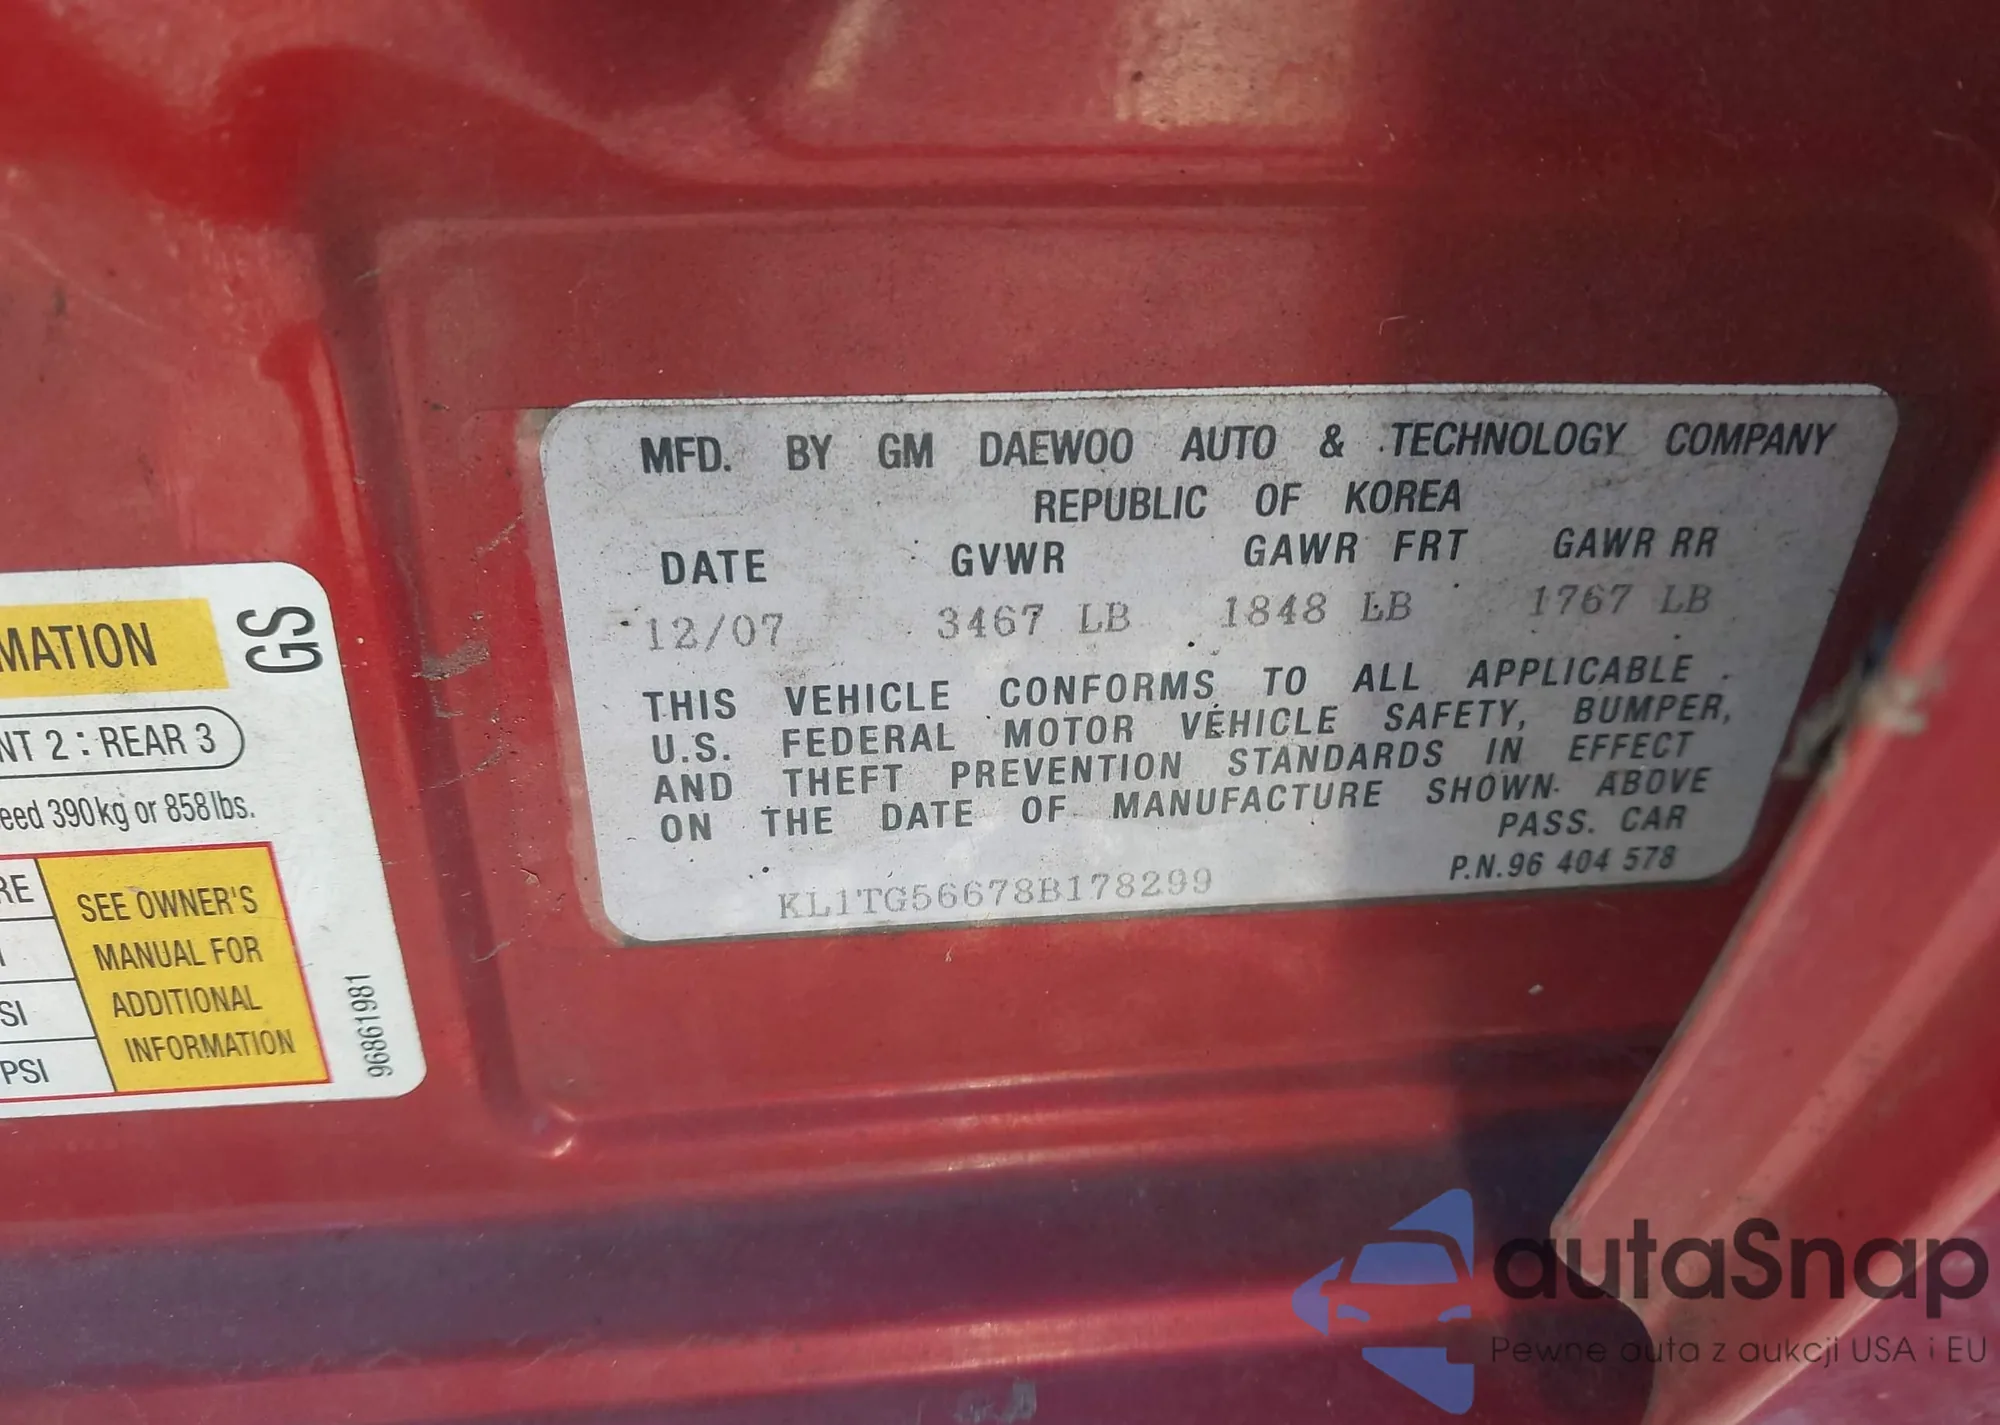 MATION
GS
NT 2 : REAR 3
eed 390kg or 858lbs.
RE
SEE OWNER'S
MANUAL FOR
SI
ADDITIONAL
PSI
INFORMATION
96861981
MFD. BY GM DAEWOO AUTO & TECHNOLOGY COMPANY
REPUBLIC OF KOREA
DATE GVWR GAWR FRT GAWR RR
12/07 3467 LB 1848 LB 1767 LB
THIS VEHICLE CONFORMS TO ALL APPLICABLE
U.S. FEDERAL MOTOR VEHICLE SAFETY, BUMPER,
AND THEFT PREVENTION STANDARDS IN EFFECT
ON THE DATE OF MANUFACTURE SHOWN ABOVE
PASS. CAR
KL1TG56678B178299
P.N.96 404 578
autaSnap
Pewne auta z aukcji USA i EU